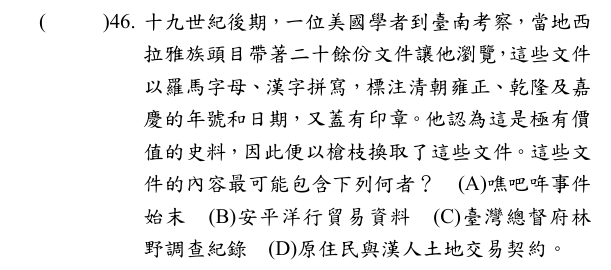 (　　)46. 十九世紀後期，一位美國學者到臺南考察，當地西
拉雅族頭目帶著二十餘份文件讓他瀏覽，這些文件
以羅馬字母、漢字拼寫，標注清朝雍正、乾隆及嘉
慶的年號和日期，又蓋有印章。他認為這是極有價
值的史料，因此便以槍枝換取了這些文件。這些文
件的內容最可能包含下列何者？　(A)噍吧哖事件
始末　(B)安平洋行貿易資料　(C)臺灣總督府林
野調查紀錄　(D)原住民與漢人土地交易契約。